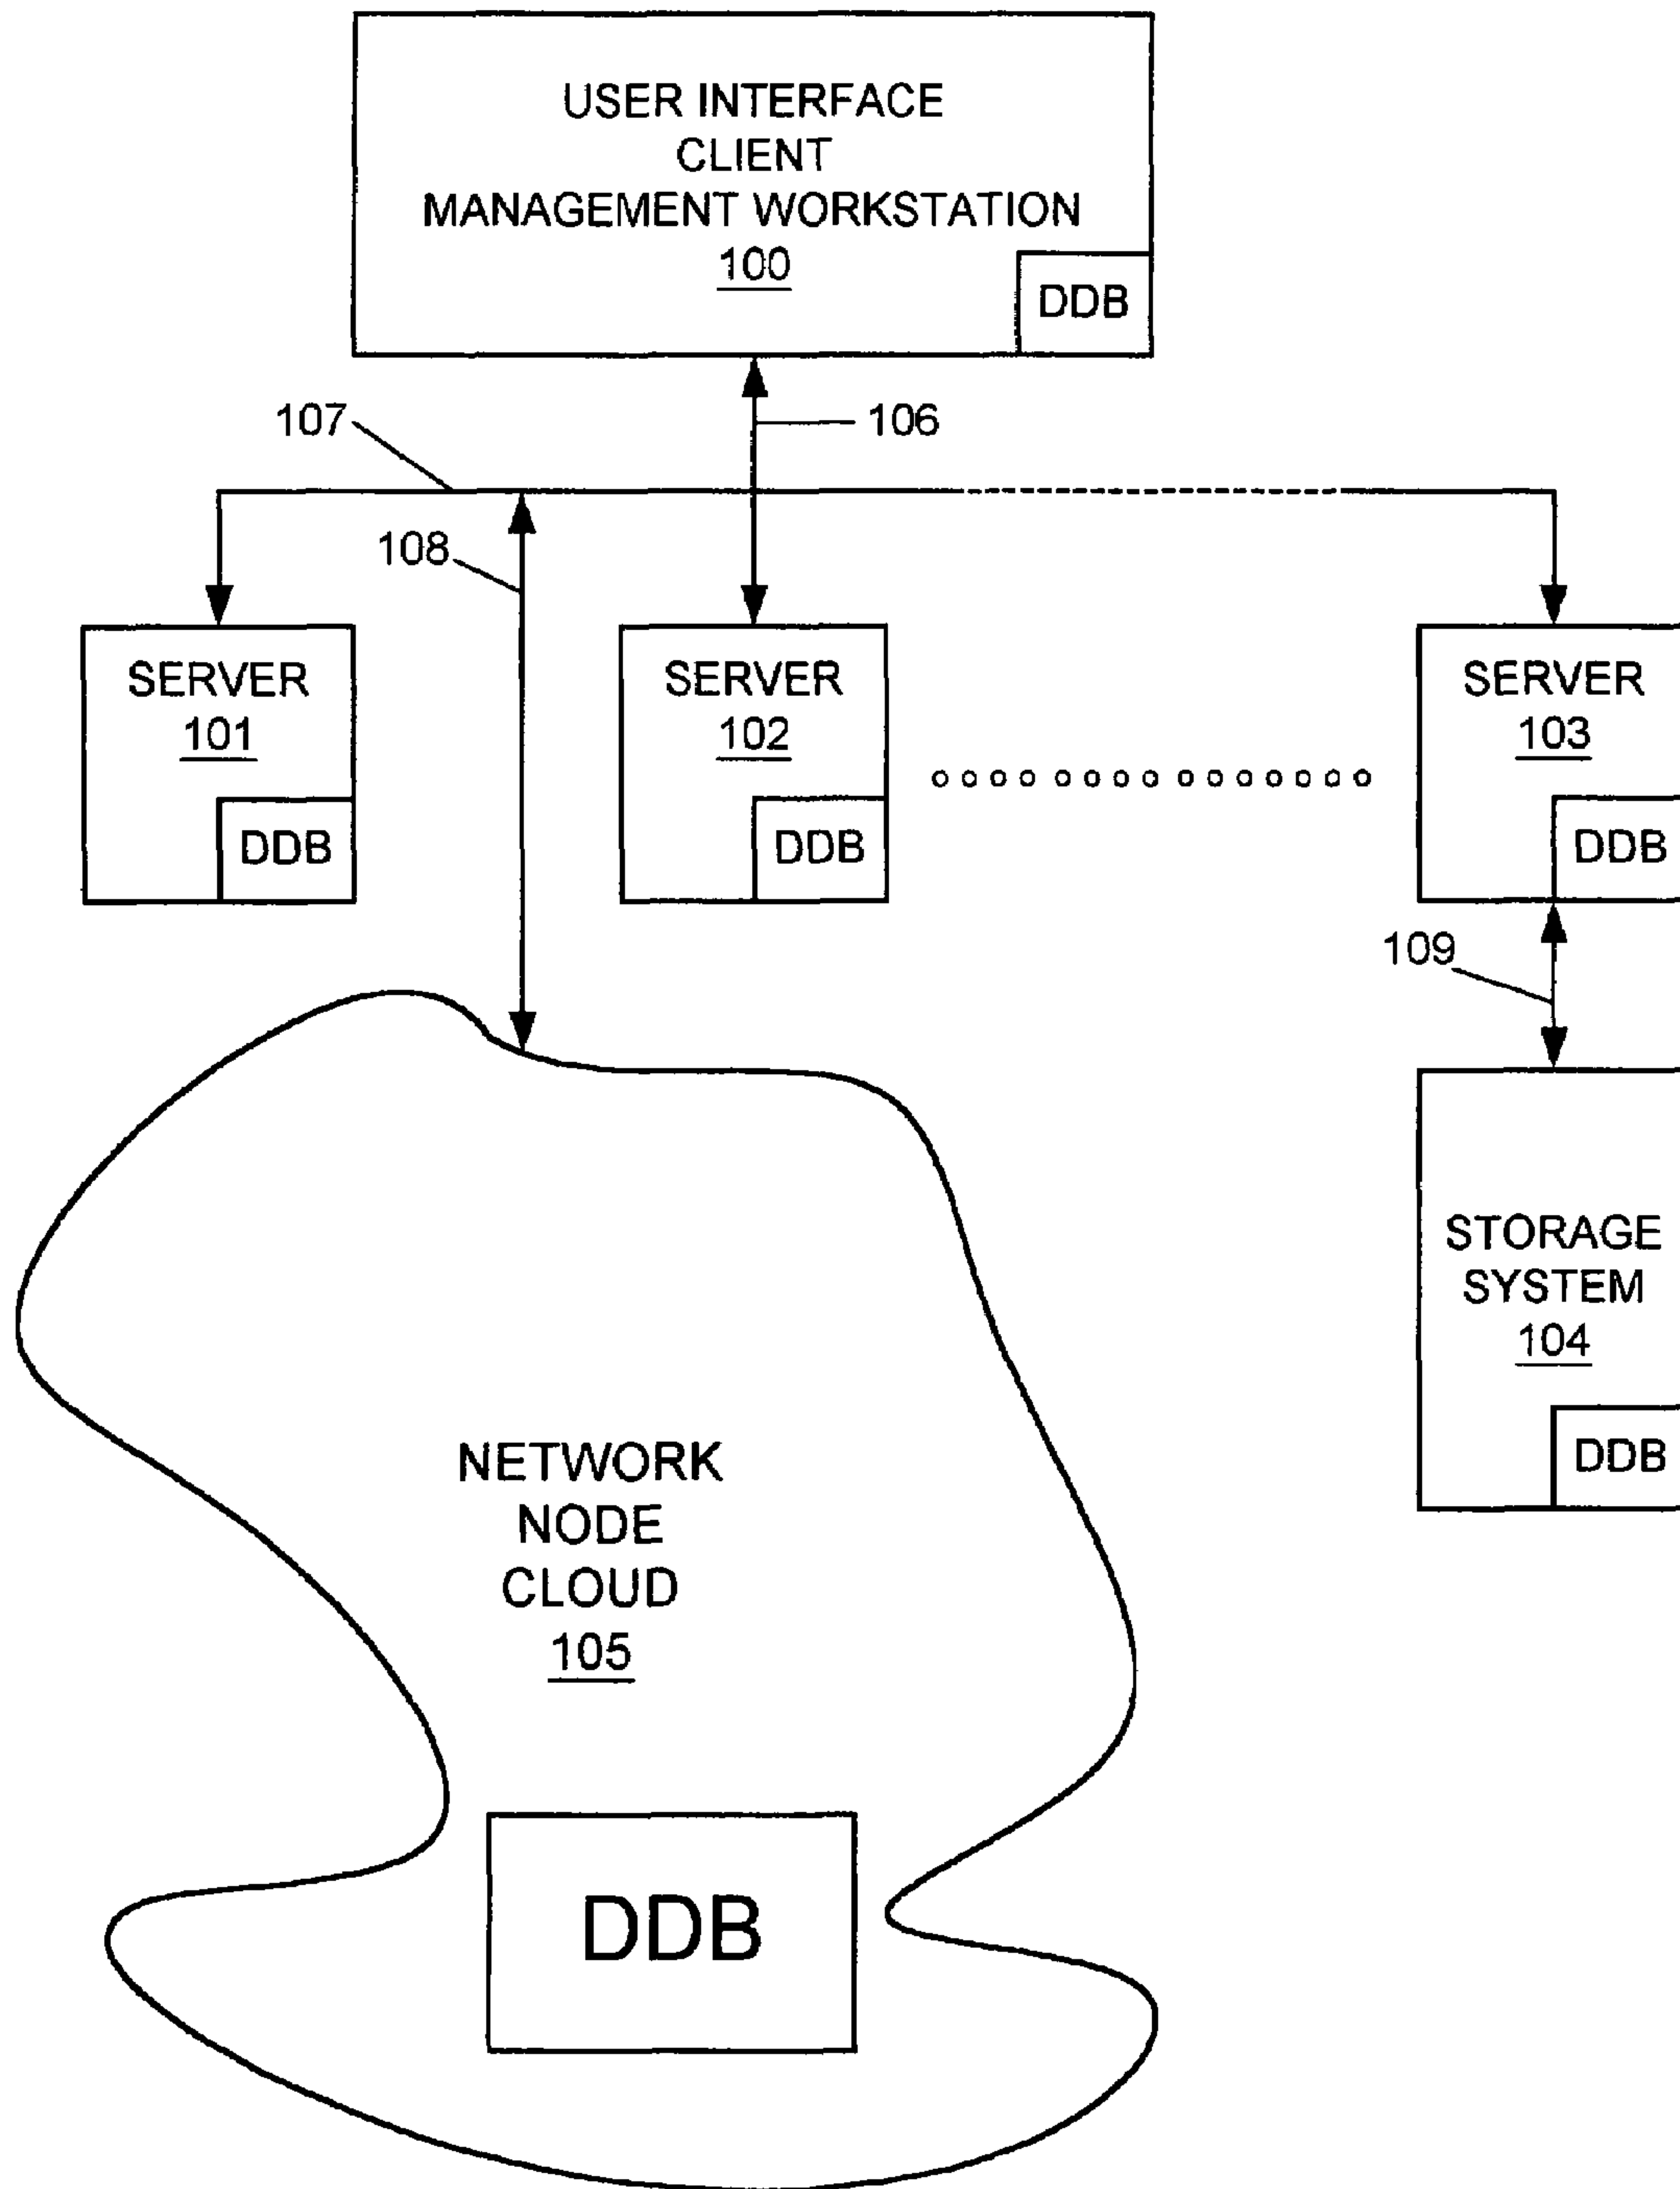 USER INTERFACE
CLIENT
MANAGEMENT WORKSTATION
100
DDB
107
106
108
SERVER
101
DDB
SERVER
102
DDB
SERVER
103
DDB
109
STORAGE
SYSTEM
104
DDB
NETWORK
NODE
CLOUD
105
DDB